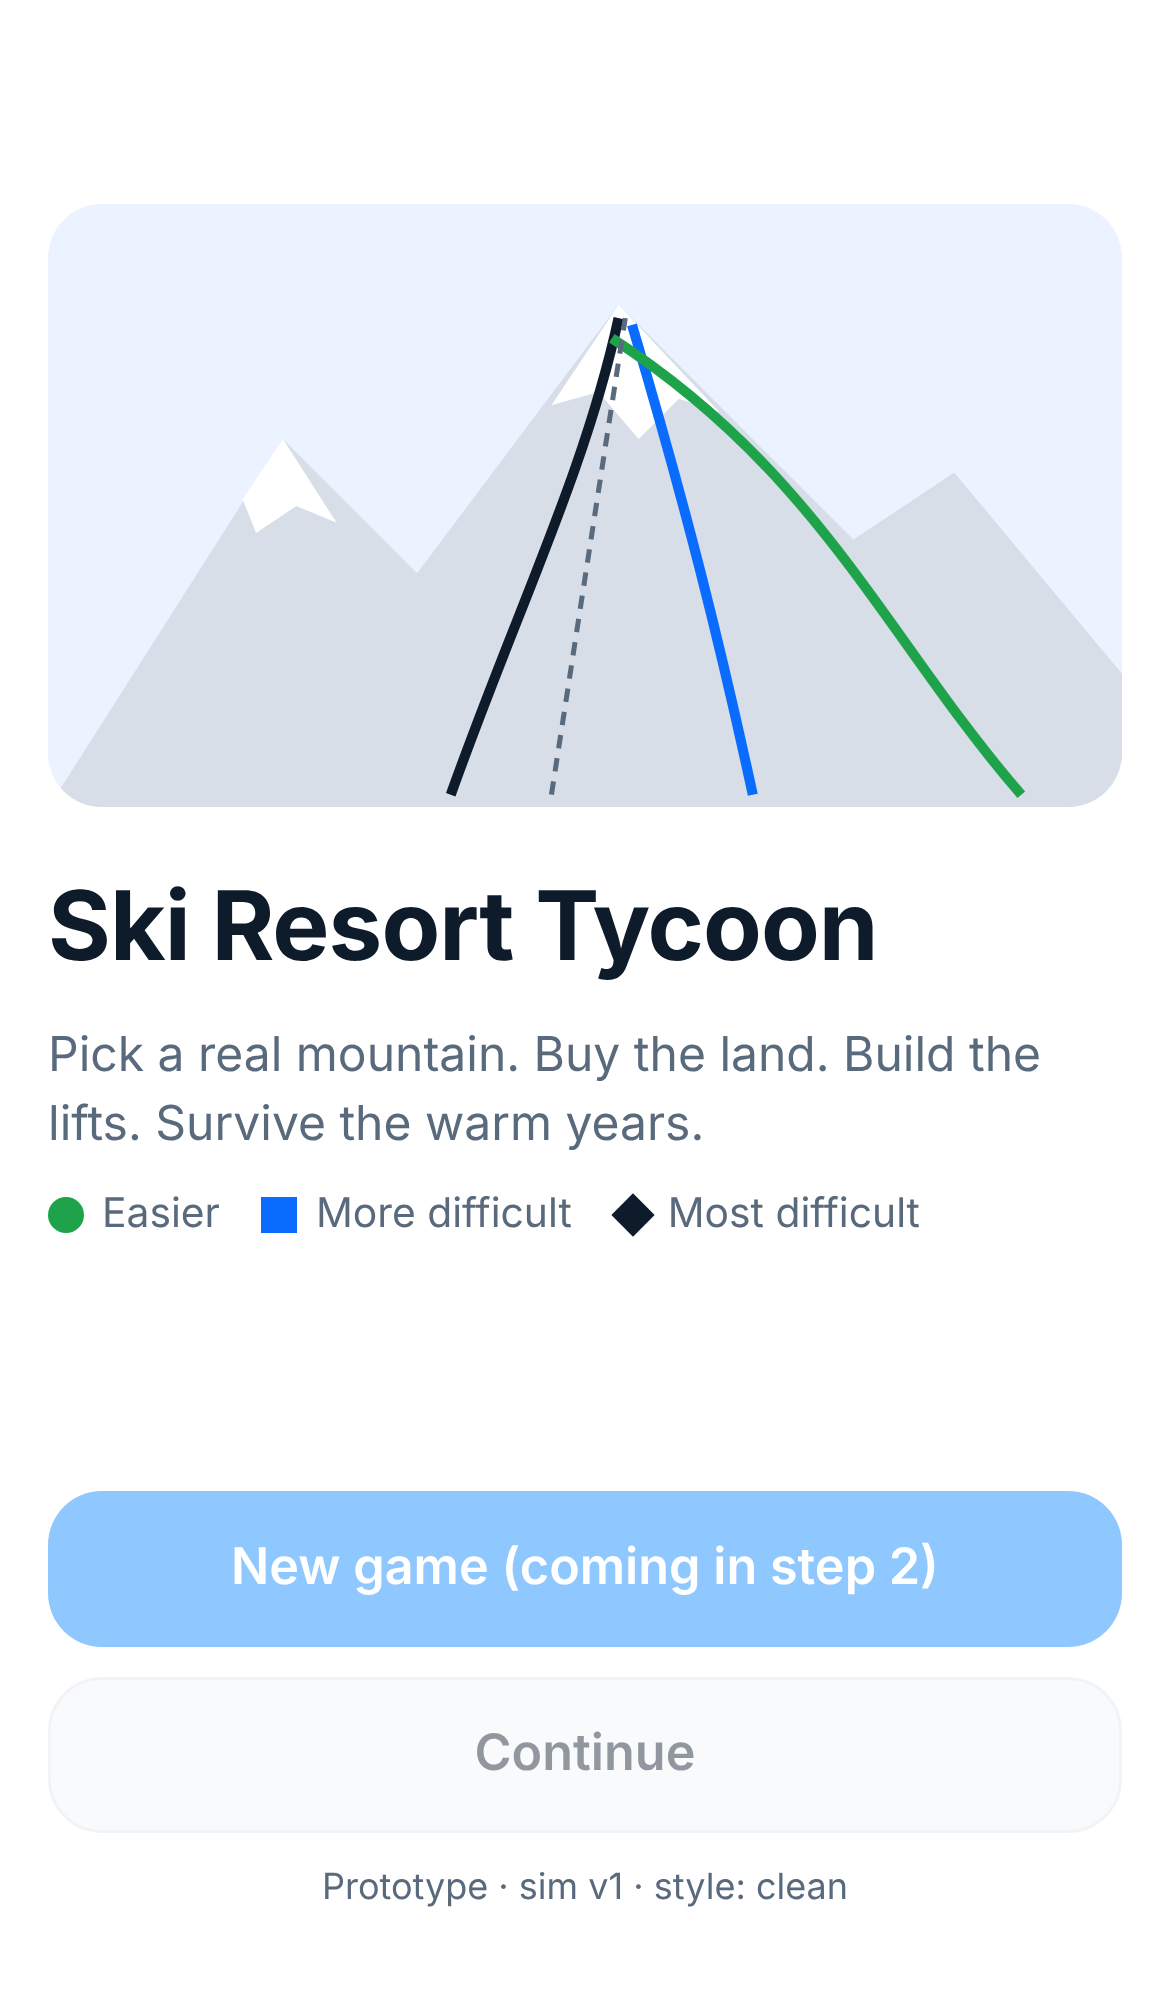 Ski Resort Tycoon
Pick a real mountain. Buy the land. Build the
lifts. Survive the warm years.
Easier More difficult Most difficult
New game (coming in step 2)
Continue
Prototype · sim v1 · style: clean